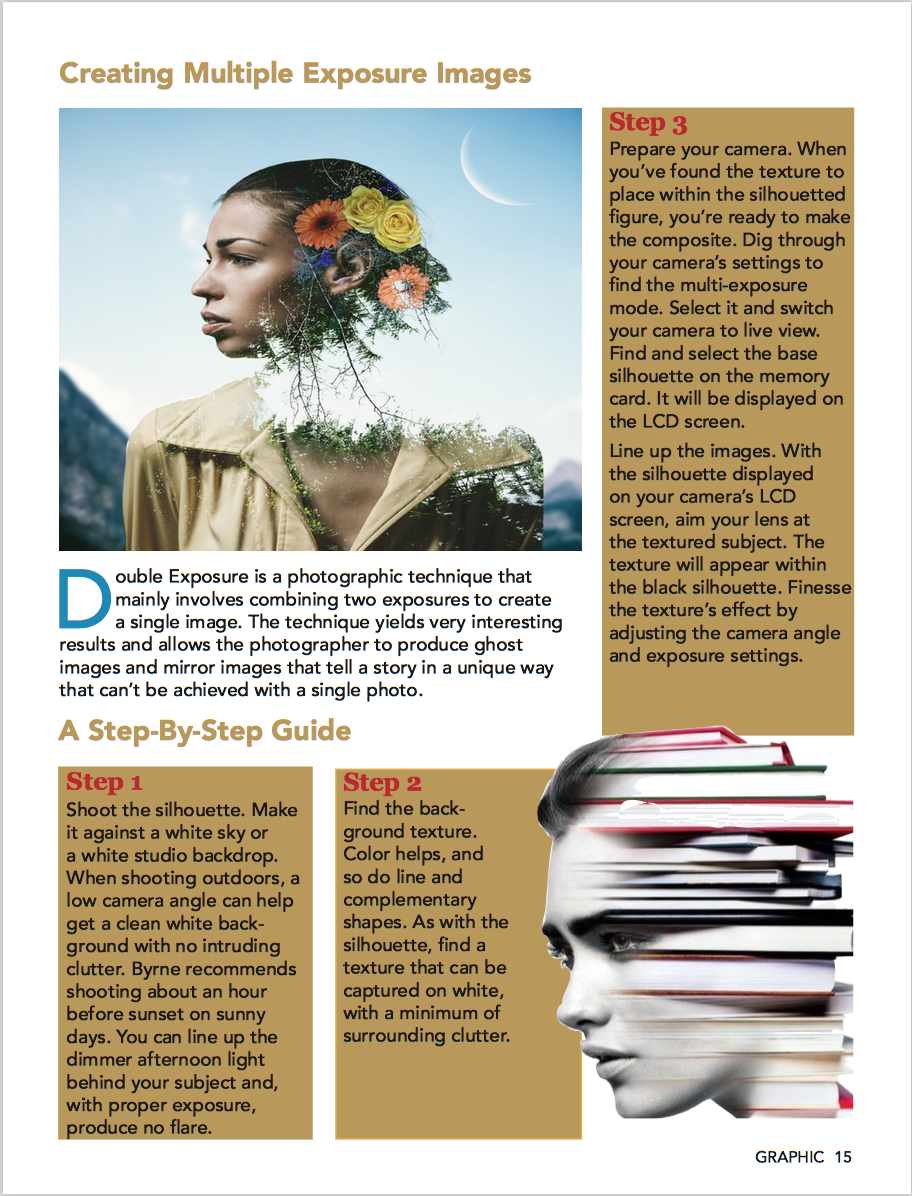 Creating Multiple Exposure Images
Double Exposure is a photographic technique that
mainly involves combining two exposures to create
a single image. The technique yields very interesting
results and allows the photographer to produce ghost
images and mirror images that tell a story in a unique way
that can’t be achieved with a single photo.
A Step-By-Step Guide
Step 1
Shoot the silhouette. Make
it against a white sky or
a white studio backdrop.
When shooting outdoors, a
low camera angle can help
get a clean white back-
ground with no intruding
clutter. Byrne recommends
shooting about an hour
before sunset on sunny
days. You can line up the
dimmer afternoon light
behind your subject and,
with proper exposure,
produce no flare.
Step 2
Find the back-
ground texture.
Color helps, and
so do line and
complementary
shapes. As with the
silhouette, find a
texture that can be
captured on white,
with a minimum of
surrounding clutter.
Step 3
Prepare your camera. When
you’ve found the texture to
place within the silhouetted
figure, you’re ready to make
the composite. Dig through
your camera’s settings to
find the multi-exposure
mode. Select it and switch
your camera to live view.
Find and select the base
silhouette on the memory
card. It will be displayed on
the LCD screen.
Line up the images. With
the silhouette displayed
on your camera’s LCD
screen, aim your lens at
the textured subject. The
texture will appear within
the black silhouette. Finesse
the texture’s effect by
adjusting the camera angle
and exposure settings.
GRAPHIC 15